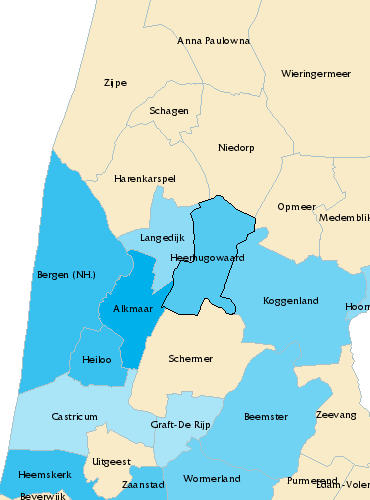 Anna Paulowna
Wieringermeer
Zijpe
Schagen
Niedorp
Harenkarspel
Opmeer
Medemblik
Langedijk
Heerhugowaard
Bergen (NH.)
Koggenland
Hoorn
Alkmaar
Heiloo
Schermer
Castricum
Beemster
Zeevang
Graft-De Rijp
Uitgeest
Heemskerk
Wormerland
Purmerend
Zaanstad
Edam-Volen
Beverwijk